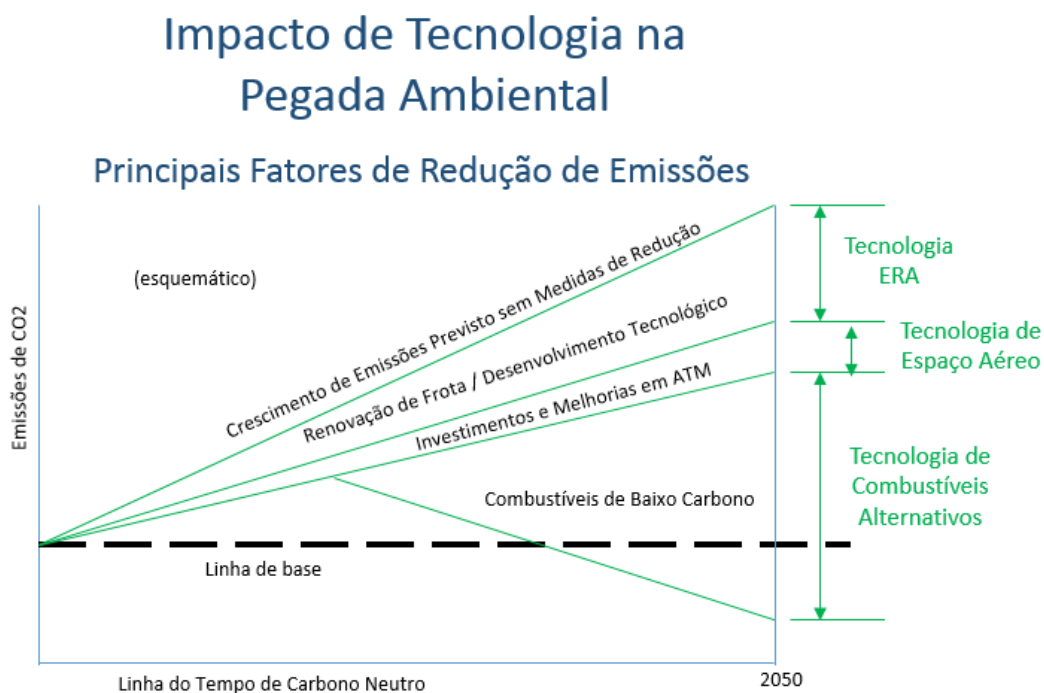 Impacto de Tecnologia na
Pegada Ambiental
Principais Fatores de Redução de Emissões
(esquemático)
Emissões de CO2
Crescimento de Emissões Previsto sem Medidas de Redução
Renovação de Frota / Desenvolvimento Tecnológico
Investimentos e Melhorias em ATM
Combustíveis de Baixo Carbono
Linha de base
Tecnologia
ERA
Tecnologia de
Espaço Aéreo
Tecnologia de
Combustíveis
Alternativos
Linha do Tempo de Carbono Neutro
2050